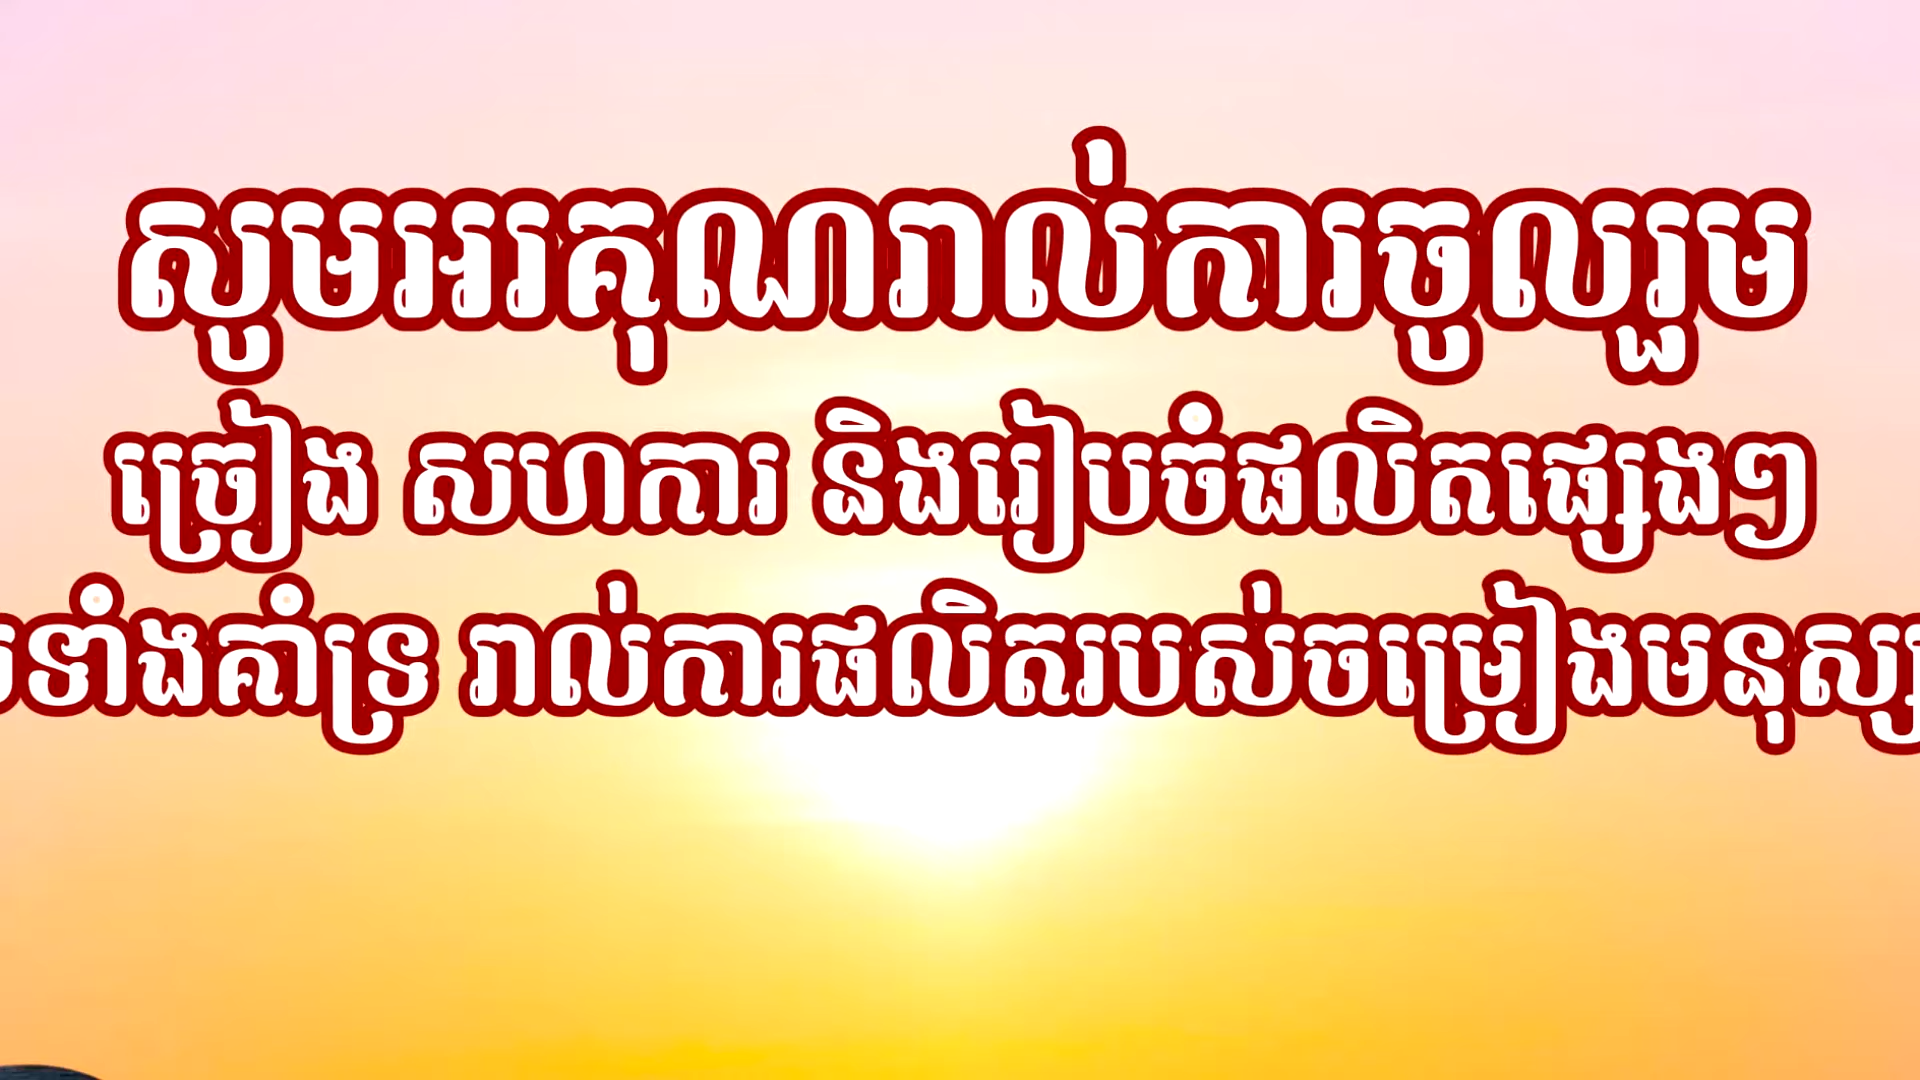 សូមអរគុណរាល់ការចូលរួម
ច្រៀង សហការ និងរៀបចំផលិតផ្សេងៗ
ទាំងគាំទ្រ រាល់ការផលិតរបស់ចម្រៀងមនុស្ស